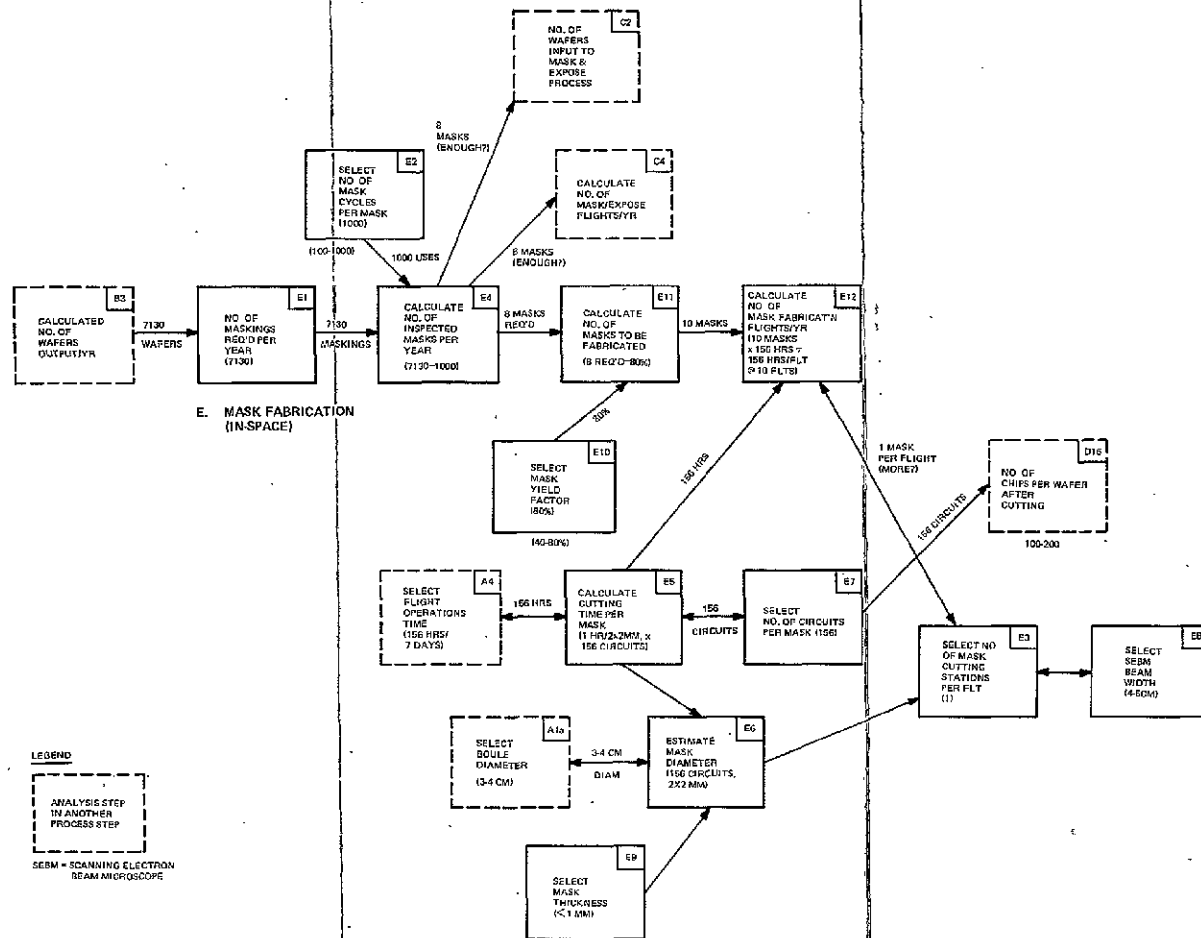 C2
NO. OF
WAFERS
INPUT TO
MASK &
EXPOSE
PROCESS
8
MASKS
(ENOUGH?)
E2
SELECT
NO. OF
MASK
CYCLES
PER MASK
(1000)
(100-1000)
1000 USES
C4
CALCULATE
NO. OF
MASK/EXPOSE
FLIGHTS/YR
8 MASKS
(ENOUGH?)
B3
CALCULATED
NO. OF
WAFERS
OUTPUT/YR
7130
WAFERS
E1
NO. OF
MASKINGS
REQ'D PER
YEAR
(7130)
7130
MASKINGS
E4
CALCULATE
NO. OF
INSPECTED
MASKS PER
YEAR
(7130÷1000)
8 MASKS
REQ'D
E11
CALCULATE
NO. OF
MASKS TO BE
FABRICATED
(8 REQ'D÷80%)
10 MASKS
E12
CALCULATE
NO. OF
MASK FABRICAT'N
FLIGHTS/YR
(10 MASKS
x 156 HRS ÷
156 HRS/FLT
@ 10 FLTS)
E. MASK FABRICATION
(IN-SPACE)
80%
E10
SELECT
MASK
YIELD
FACTOR
(80%)
(40-80%)
156 HRS
1 MASK
PER FLIGHT
(MORE?)
156 CIRCUITS
D16
NO. OF
CHIPS PER WAFER
AFTER
CUTTING
100-200
A4
SELECT
FLIGHT
OPERATIONS
TIME
(156 HRS/
7 DAYS)
156 HRS
E5
CALCULATE
CUTTING
TIME PER
MASK
(1 HR/2x2MM, x
156 CIRCUITS)
156
CIRCUITS
E7
SELECT
NO. OF CIRCUITS
PER MASK (156)
E3
SELECT NO
OF MASK
CUTTING
STATIONS
PER FLT
(1)
E8
SELECT
SEBM
BEAM
WIDTH
(4-5CM)
A1a
SELECT
BOULE
DIAMETER
(3-4 CM)
3-4 CM
DIAM
E6
ESTIMATE
MASK
DIAMETER
(156 CIRCUITS,
2X2 MM)
E9
SELECT
MASK
THICKNESS
(<1 MM)
LEGEND
ANALYSIS STEP
IN ANOTHER
PROCESS STEP
SEBM = SCANNING ELECTRON
BEAM MICROSCOPE